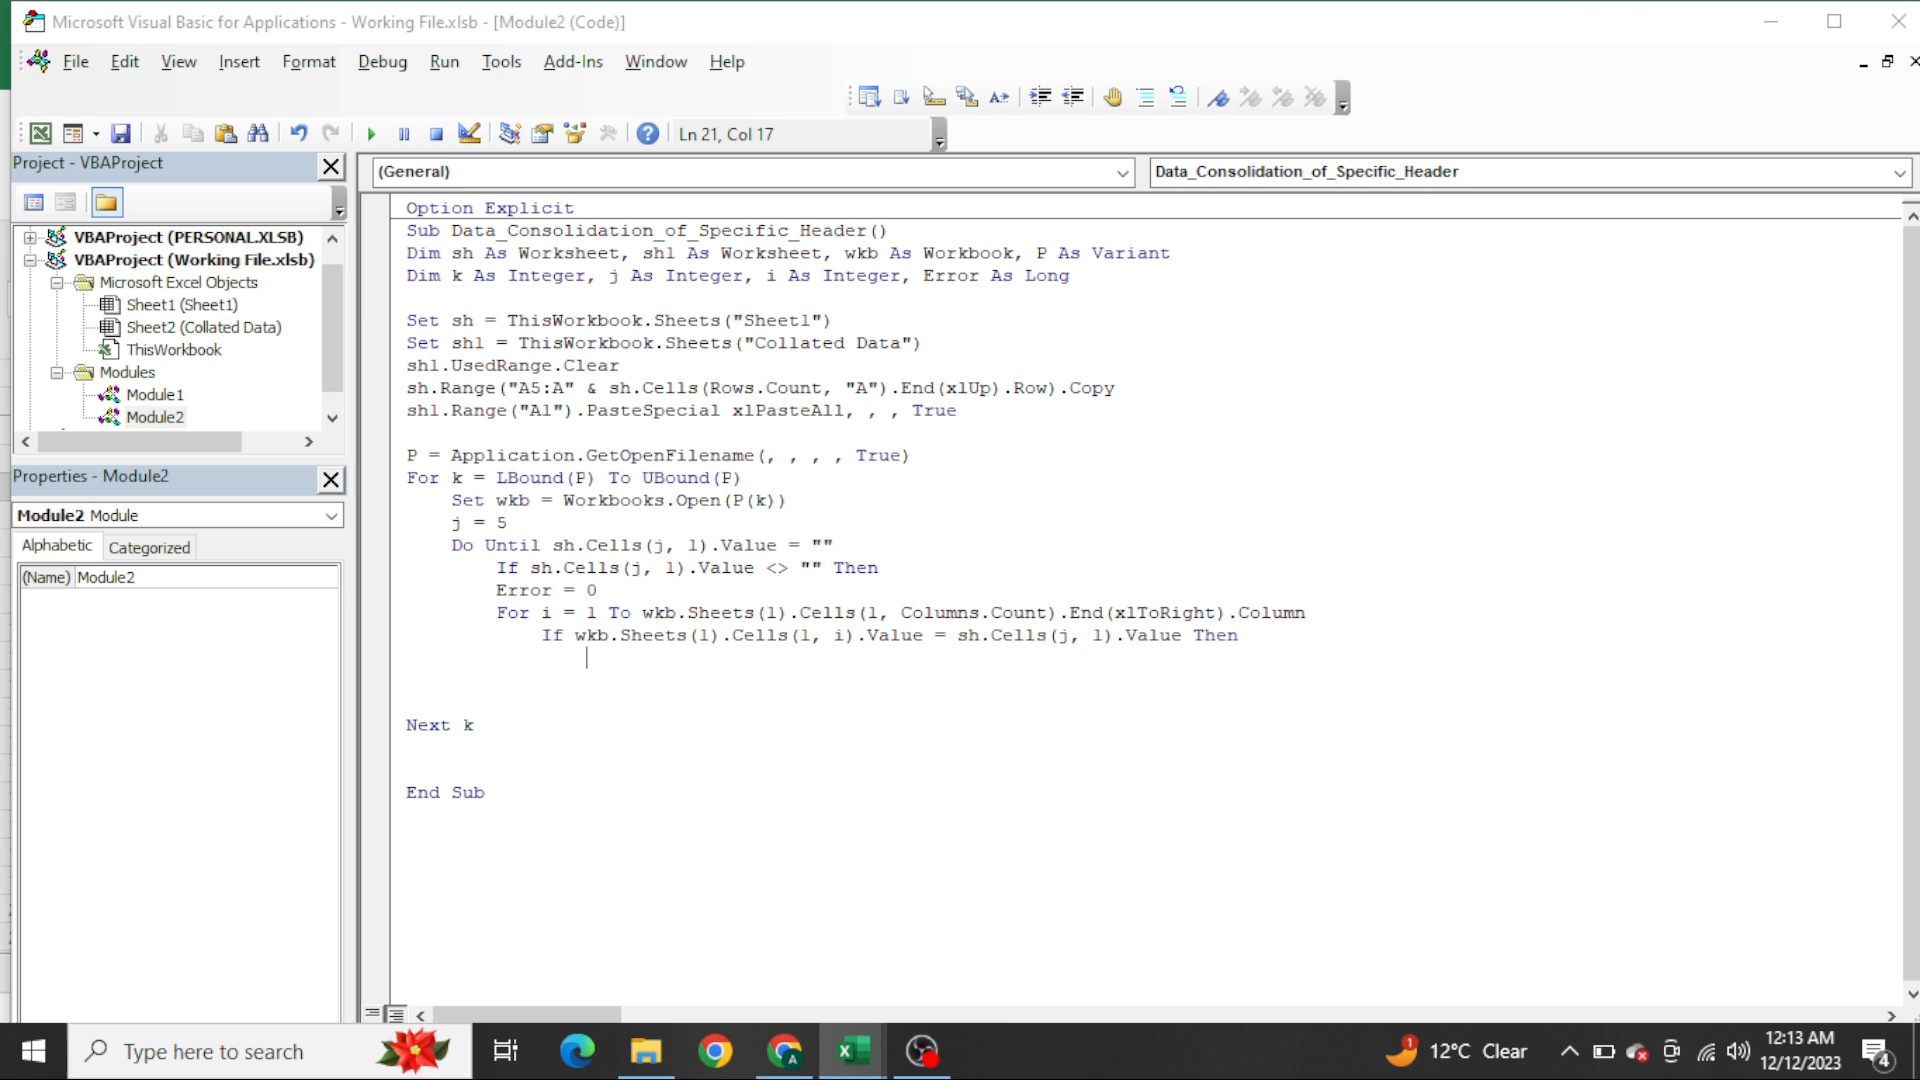 Microsoft Visual Basic for Applications - Working File.xlsb - [Module2 (Code)]
File Edit View Insert Format Debug Run Tools Add-Ins Window Help
Ln 21, Col 17
Project - VBAProject
(General)
Data_Consolidation_of_Specific_Header
VBAProject (PERSONAL.XLSB)
VBAProject (Working File.xlsb)
Microsoft Excel Objects
Sheet1 (Sheet1)
Sheet2 (Collated Data)
ThisWorkbook
Modules
Module1
Module2
Properties - Module2
Module2 Module
Alphabetic Categorized
(Name) Module2
Option Explicit
Sub Data_Consolidation_of_Specific_Header()
Dim sh As Worksheet, sh1 As Worksheet, wkb As Workbook, P As Variant
Dim k As Integer, j As Integer, i As Integer, Error As Long
Set sh = ThisWorkbook.Sheets("Sheet1")
Set sh1 = ThisWorkbook.Sheets("Collated Data")
sh1.UsedRange.Clear
sh.Range("A5:A" & sh.Cells(Rows.Count, "A").End(xlUp).Row).Copy
sh1.Range("A1").PasteSpecial xlPasteAll, , , True
P = Application.GetOpenFilename(, , , , True)
For k = LBound(P) To UBound(P)
Set wkb = Workbooks.Open(P(k))
j = 5
Do Until sh.Cells(j, 1).Value = ""
If sh.Cells(j, 1).Value <> "" Then
Error = 0
For i = 1 To wkb.Sheets(1).Cells(1, Columns.Count).End(xlToRight).Column
If wkb.Sheets(1).Cells(1, i).Value = sh.Cells(j, 1).Value Then
Next k
End Sub
Type here to search
12°C Clear
12:13 AM
12/12/2023
4